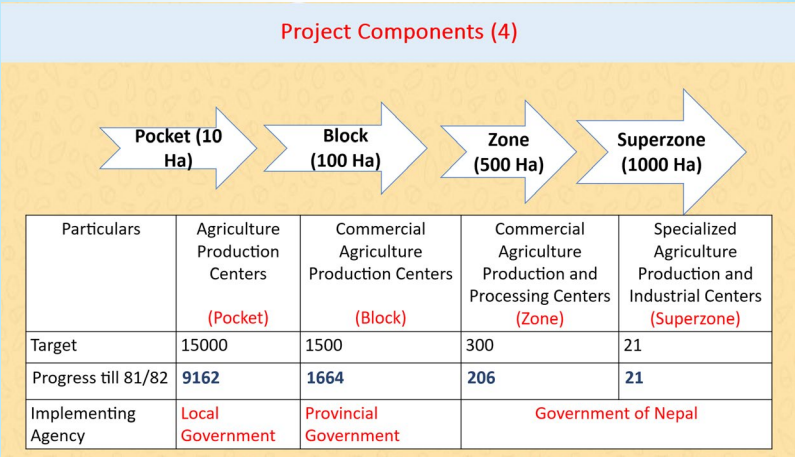 Project Components (4)
Pocket (10
Ha)
Block
(100 Ha)
Zone
(500 Ha)
Superzone
(1000 Ha)
Particulars
Agriculture
Production
Centers
(Pocket)
Commercial
Agriculture
Production Centers
(Block)
Commercial
Agriculture
Production and
Processing Centers
(Zone)
Specialized
Agriculture
Production and
Industrial Centers
(Superzone)
Target 15000 1500 300 21
Progress till 81/82 9162 1664 206 21
Implementing
Agency
Local
Government
Provincial
Government
Government of Nepal